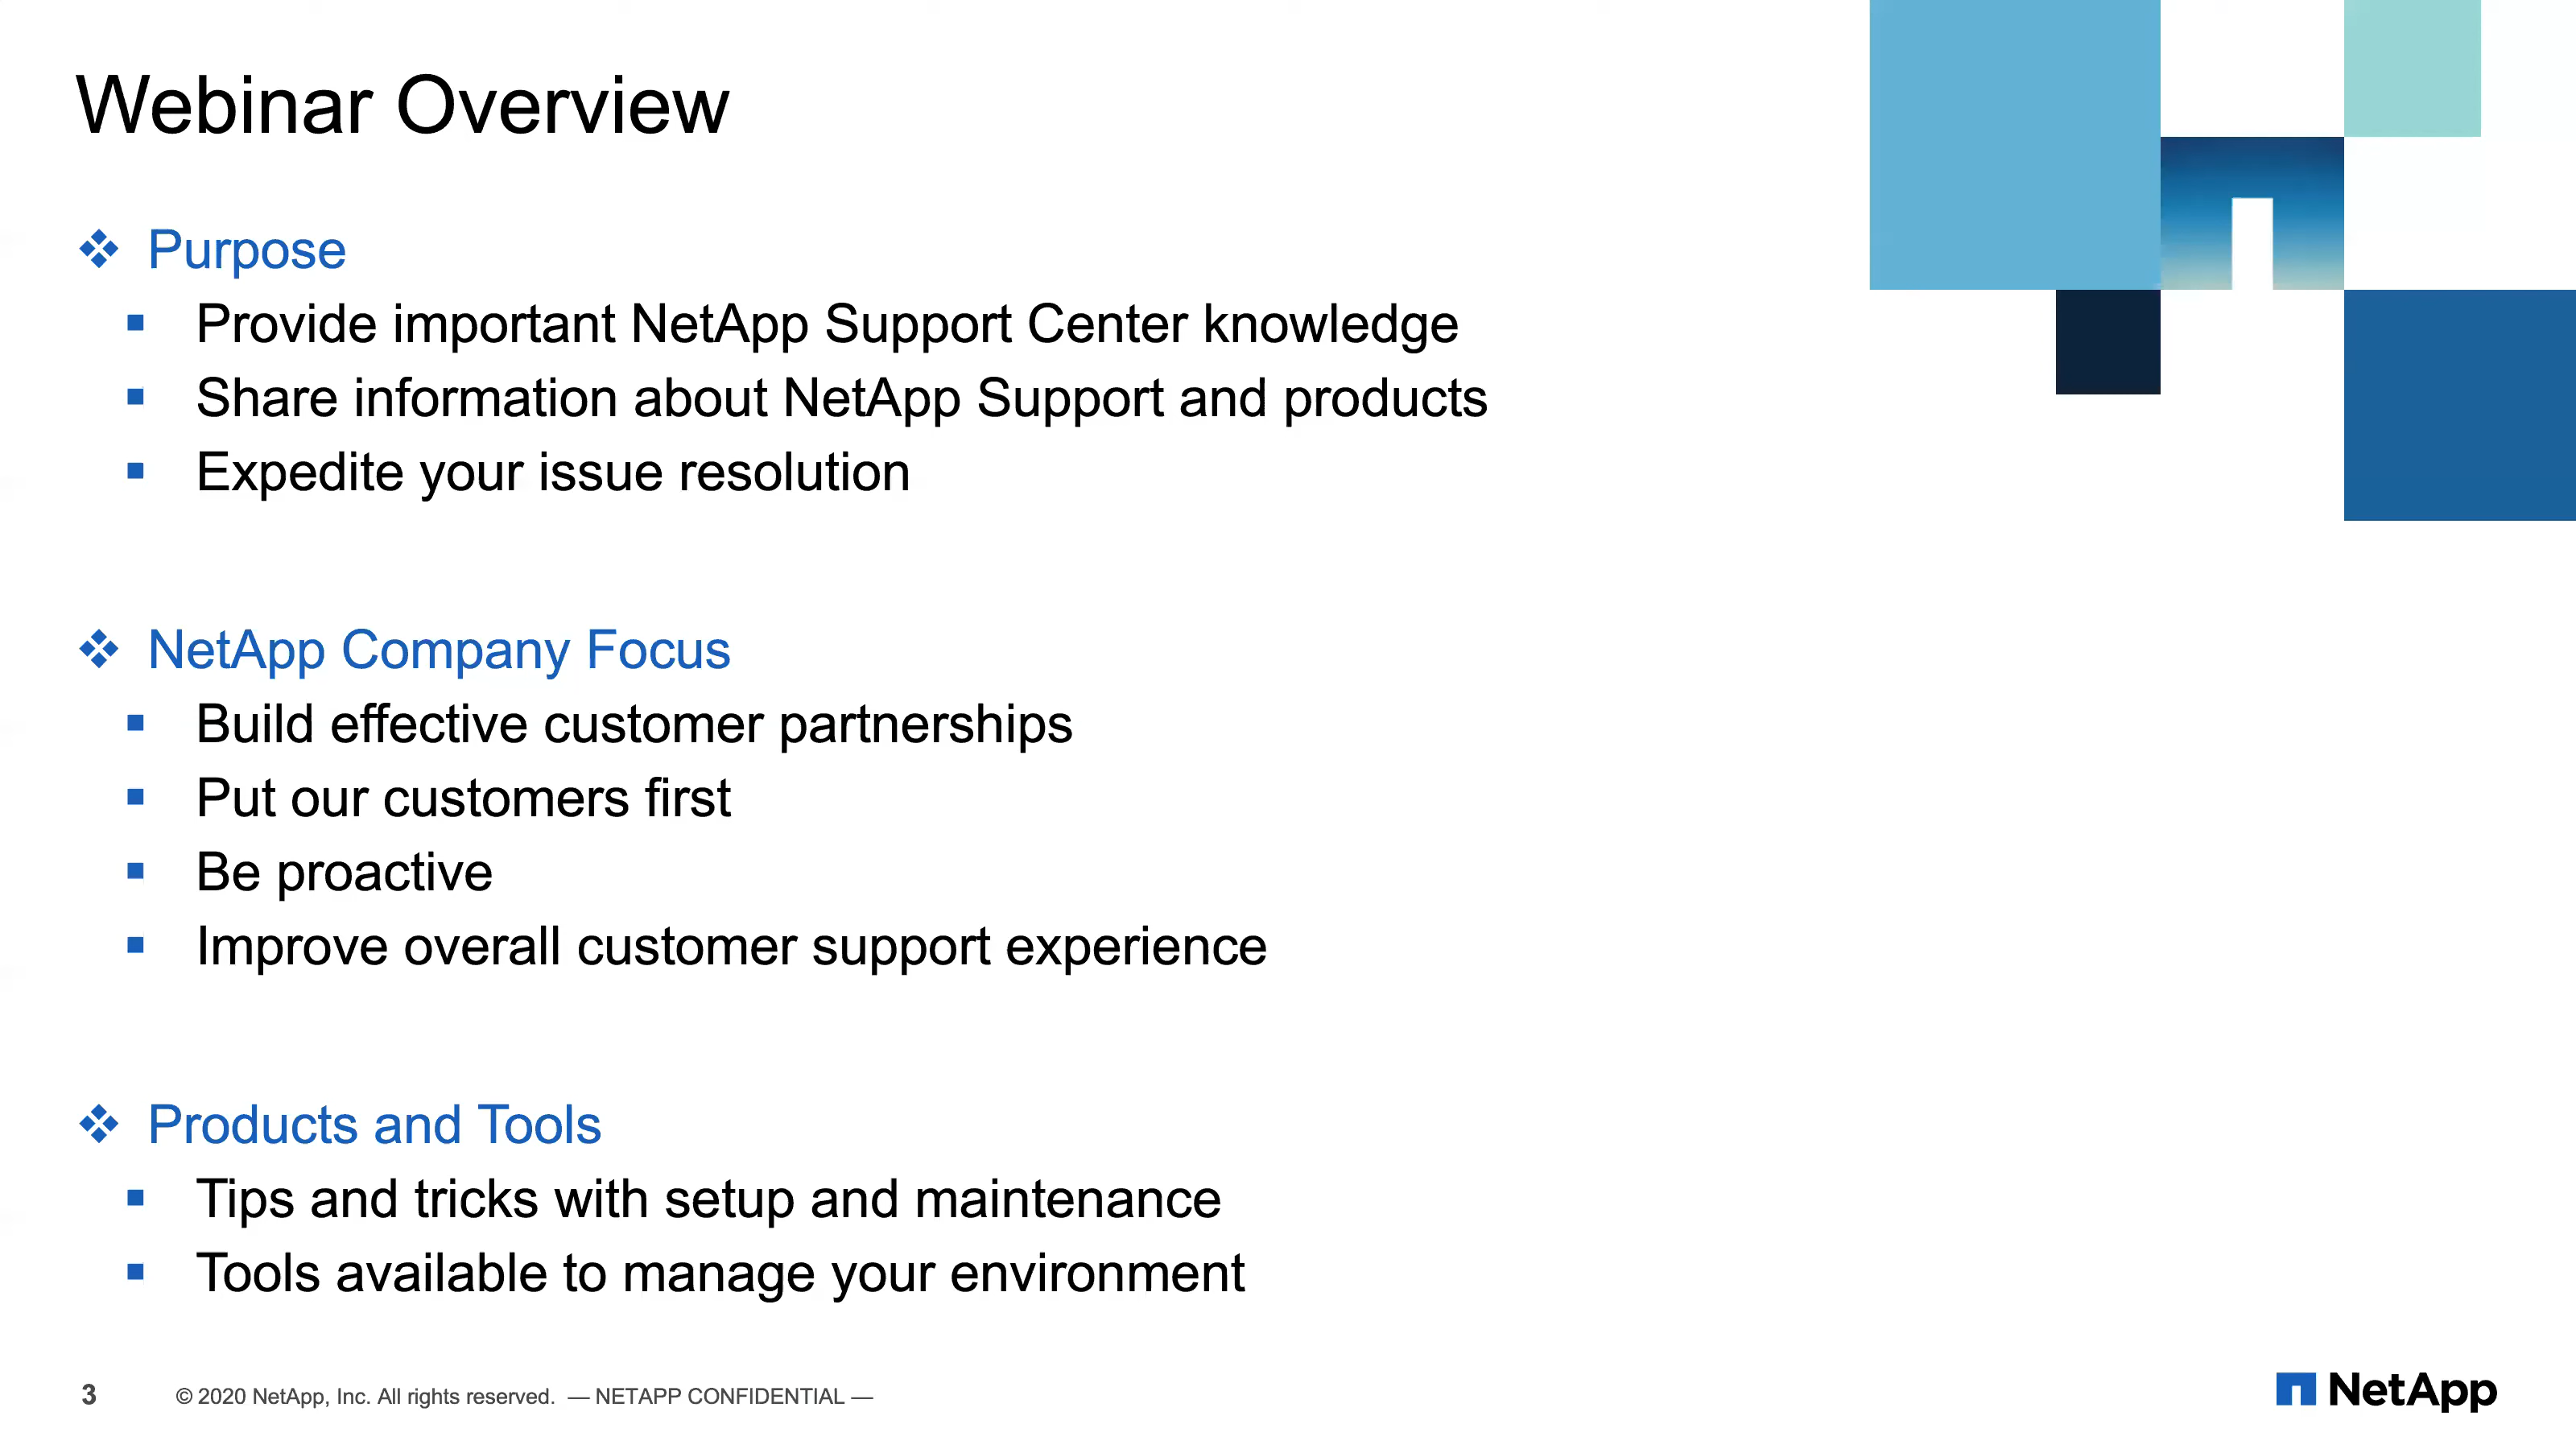 Webinar Overview
❖ Purpose
▪ Provide important NetApp Support Center knowledge
▪ Share information about NetApp Support and products
▪ Expedite your issue resolution
❖ NetApp Company Focus
▪ Build effective customer partnerships
▪ Put our customers first
▪ Be proactive
▪ Improve overall customer support experience
❖ Products and Tools
▪ Tips and tricks with setup and maintenance
▪ Tools available to manage your environment
3 © 2020 NetApp, Inc. All rights reserved. — NETAPP CONFIDENTIAL —
NetApp